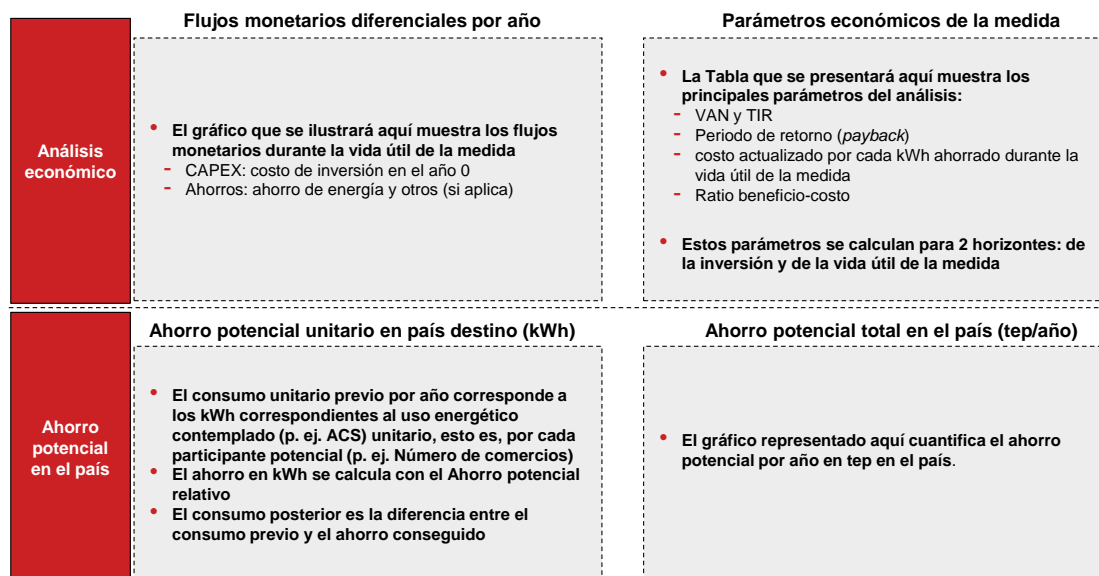 Flujos monetarios diferenciales por año
Parámetros económicos de la medida
Análisis
económico
• El gráfico que se ilustrará aquí muestra los flujos
monetarios durante la vida útil de la medida
- CAPEX: costo de inversión en el año 0
- Ahorros: ahorro de energía y otros (si aplica)
• La Tabla que se presentará aquí muestra los
principales parámetros del análisis:
- VAN y TIR
- Periodo de retorno (payback)
- costo actualizado por cada kWh ahorrado durante la
vida útil de la medida
- Ratio beneficio-costo
• Estos parámetros se calculan para 2 horizontes: de
la inversión y de la vida útil de la medida
Ahorro potencial unitario en país destino (kWh)
Ahorro potencial total en el país (tep/año)
Ahorro
potencial
en el país
• El consumo unitario previo por año corresponde a
los kWh correspondientes al uso energético
contemplado (p. ej. ACS) unitario, esto es, por cada
participante potencial (p. ej. Número de comercios)
• El ahorro en kWh se calcula con el Ahorro potencial
relativo
• El consumo posterior es la diferencia entre el
consumo previo y el ahorro conseguido
• El gráfico representado aquí cuantifica el ahorro
potencial por año en tep en el país.